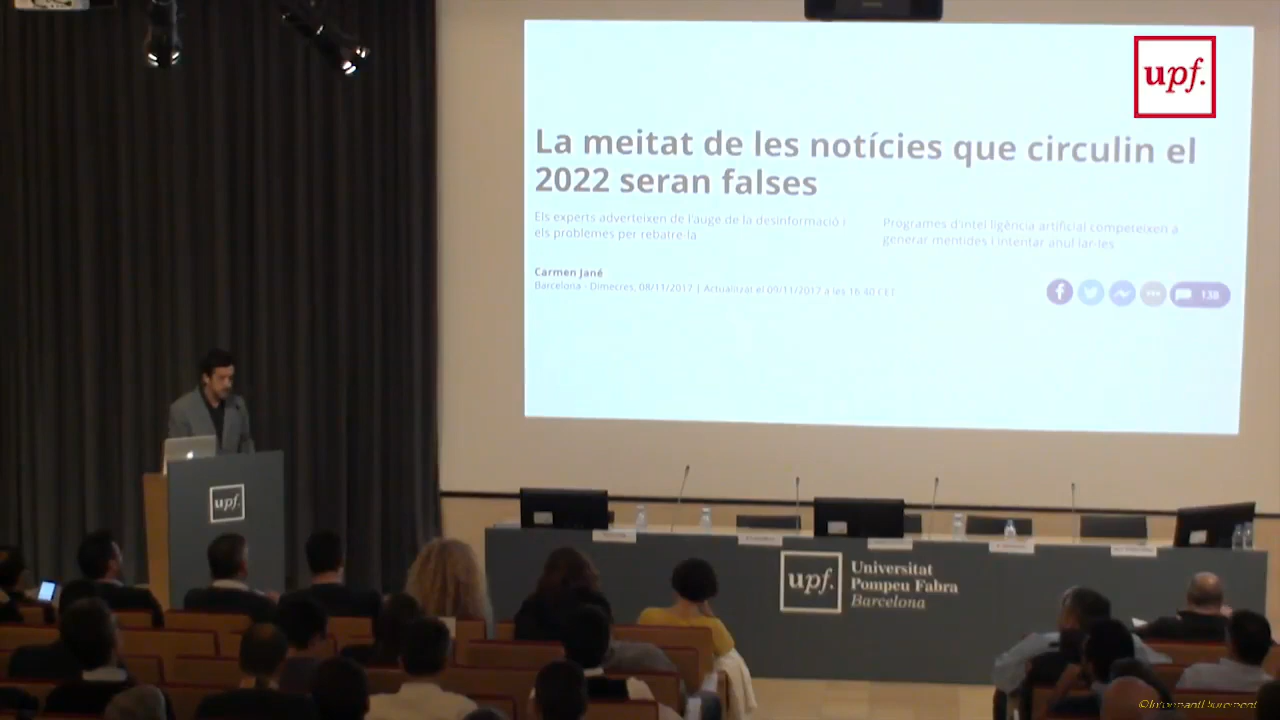 upf.
La meitat de les notícies que circulin el
2022 seran falses
Els experts adverteixen de l'auge de la desinformació i
els problemes per rebatre-la
Programes d'intel·ligència artificial competeixen a
generar mentides i intentar anul·lar-les
Carmen Jané
Barcelona - Dimecres, 08/11/2017 | Actualitzat el 09/11/2017 a les 16:40 CET
138
upf.
upf.
Universitat
Pompeu Fabra
Barcelona